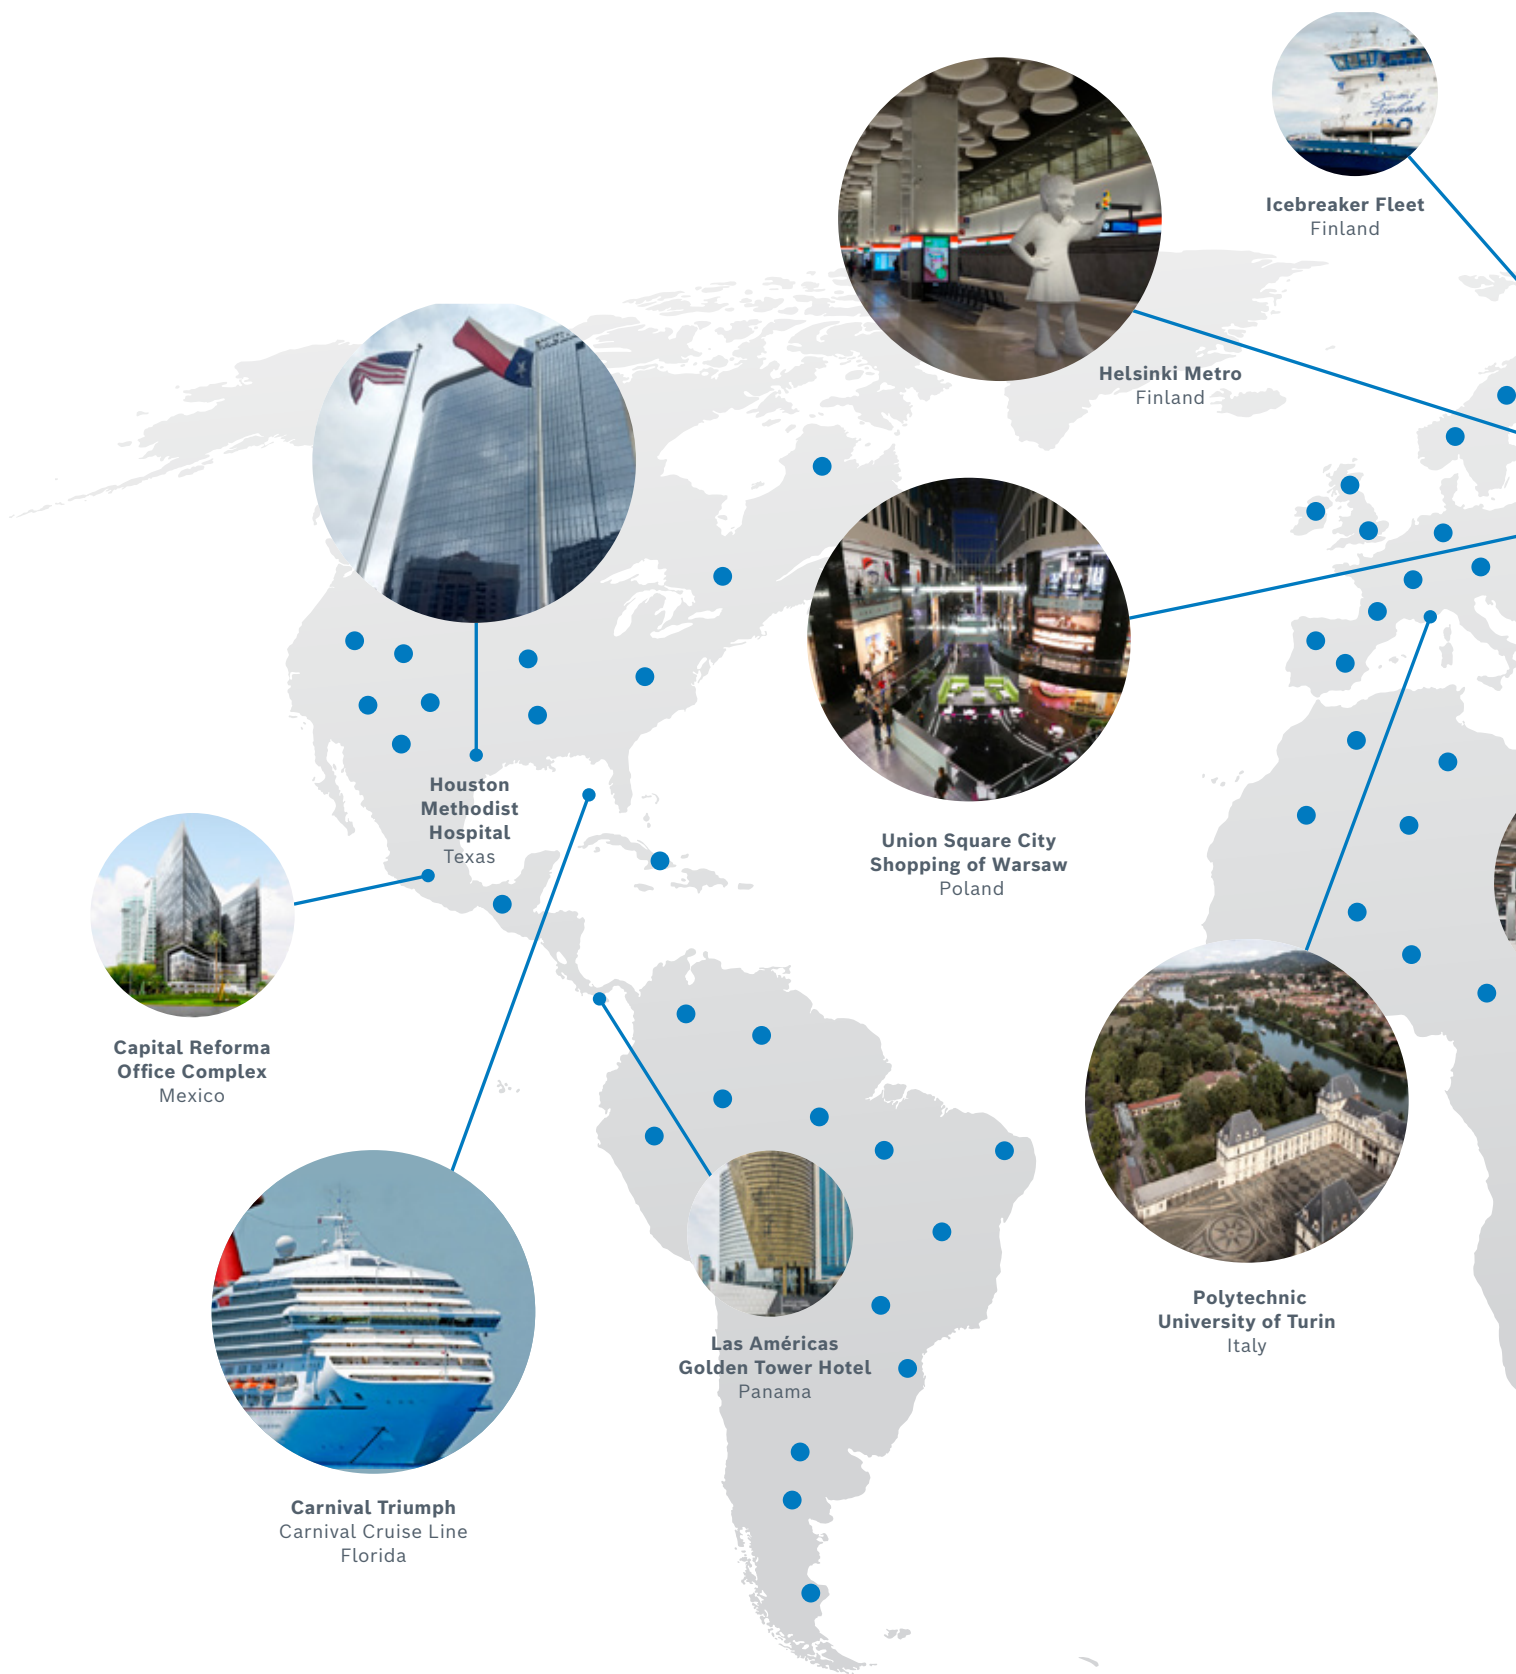 Icebreaker Fleet
Finland
Helsinki Metro
Finland
Houston
Methodist
Hospital
Texas
Union Square City
Shopping of Warsaw
Poland
Capital Reforma
Office Complex
Mexico
Polytechnic
University of Turin
Italy
Las Américas
Golden Tower Hotel
Panama
Carnival Triumph
Carnival Cruise Line
Florida